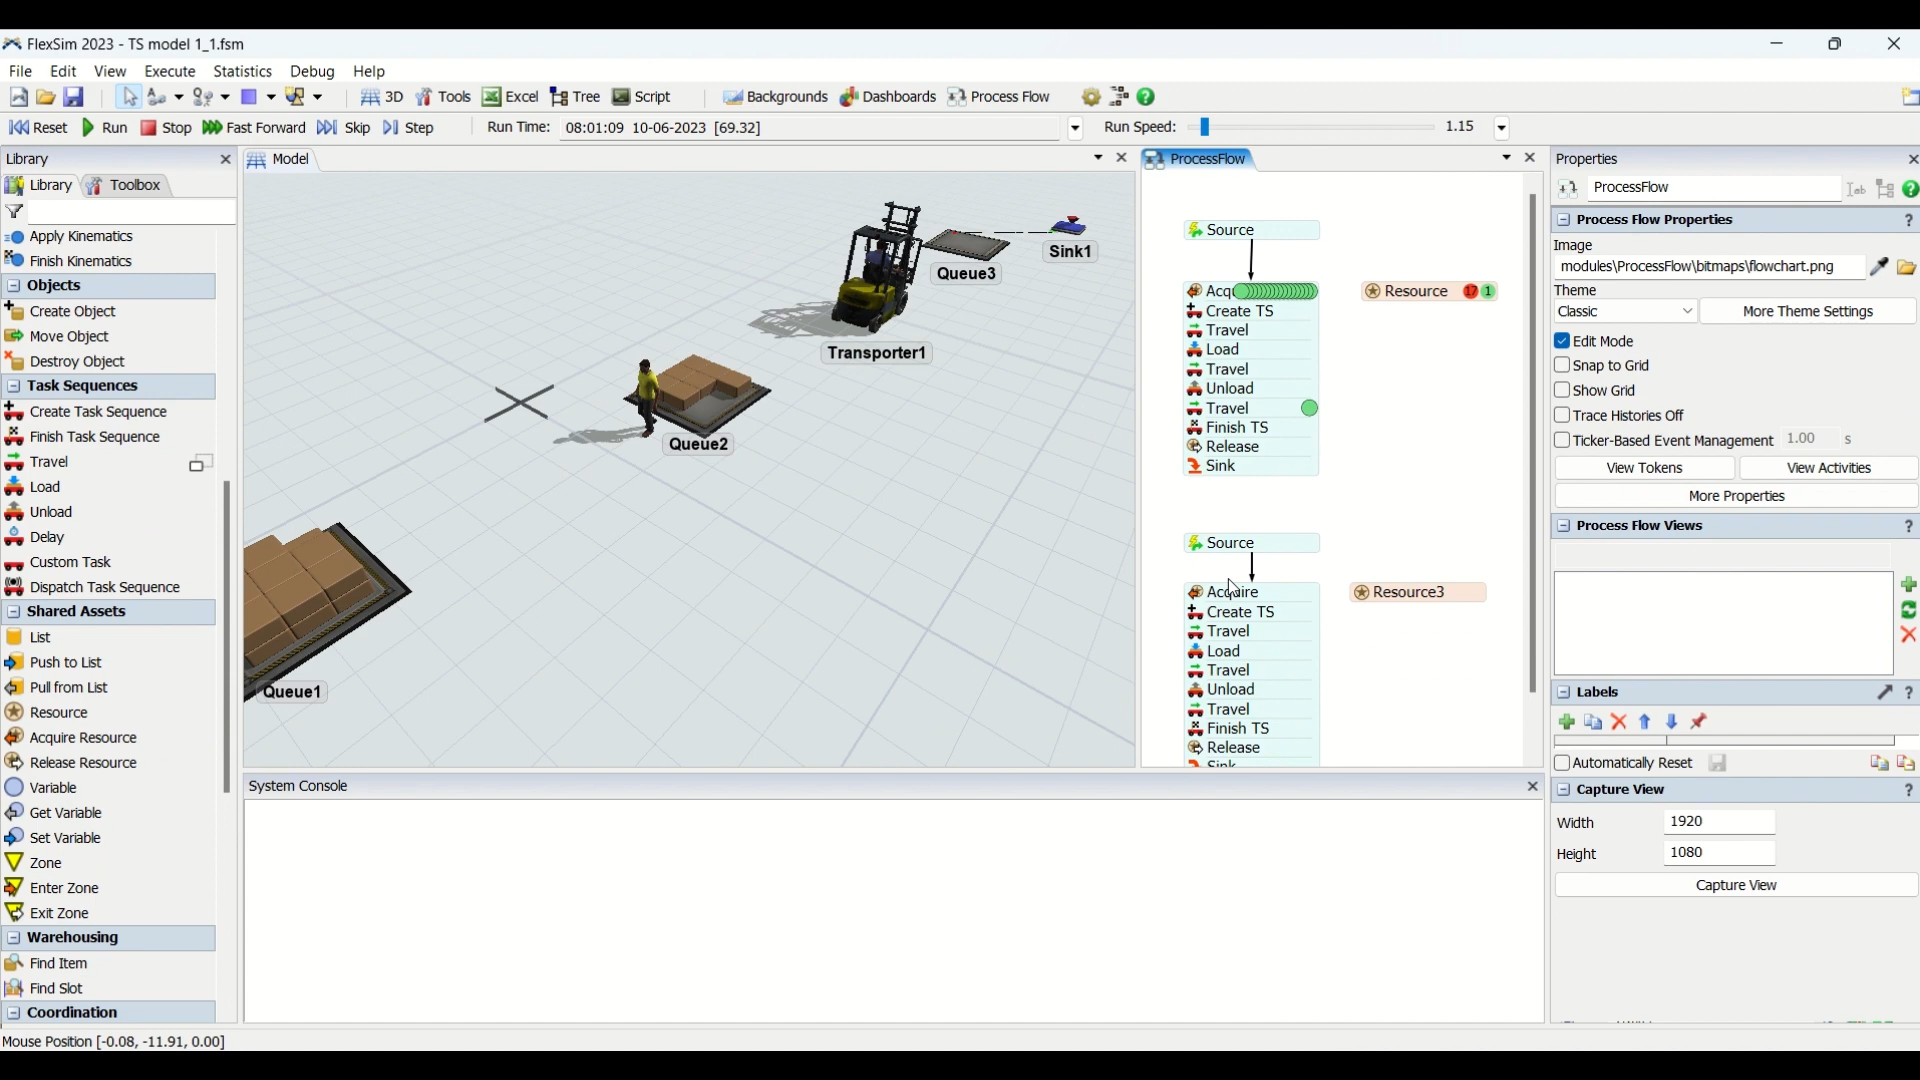 FlexSim 2023 - TS model 1_1.fsm
File Edit View Execute Statistics Debug Help
3D Tools Excel Tree Script Backgrounds Dashboards Process Flow
Reset Run Stop Fast Forward Skip Step Run Time: 08:01:09 10-06-2023 [69.32] Run Speed: 1.15
Library
Library Toolbox
Apply Kinematics
Finish Kinematics
Objects
Create Object
Move Object
Destroy Object
Task Sequences
Create Task Sequence
Finish Task Sequence
Travel
Load
Unload
Delay
Custom Task
Dispatch Task Sequence
Shared Assets
List
Push to List
Pull from List
Resource
Acquire Resource
Release Resource
Variable
Get Variable
Set Variable
Zone
Enter Zone
Exit Zone
Warehousing
Find Item
Find Slot
Coordination
Model
Sink1
Queue3
Transporter1
Queue2
Queue1
System Console
ProcessFlow
Source
Acqu
Resource 17 1
Create TS
Travel
Load
Travel
Unload
Travel
Finish TS
Release
Sink
Source
Acquire
Resource3
Create TS
Travel
Load
Travel
Unload
Travel
Finish TS
Release
Sink
Properties
ProcessFlow
Process Flow Properties
Image
modules\ProcessFlow\bitmaps\flowchart.png
Theme
Classic More Theme Settings
Edit Mode
Snap to Grid
Show Grid
Trace Histories Off
Ticker-Based Event Management 1.00 s
View Tokens View Activities
More Properties
Process Flow Views
Labels
Automatically Reset
Capture View
Width 1920
Height 1080
Capture View
Mouse Position [-0.08, -11.91, 0.00]